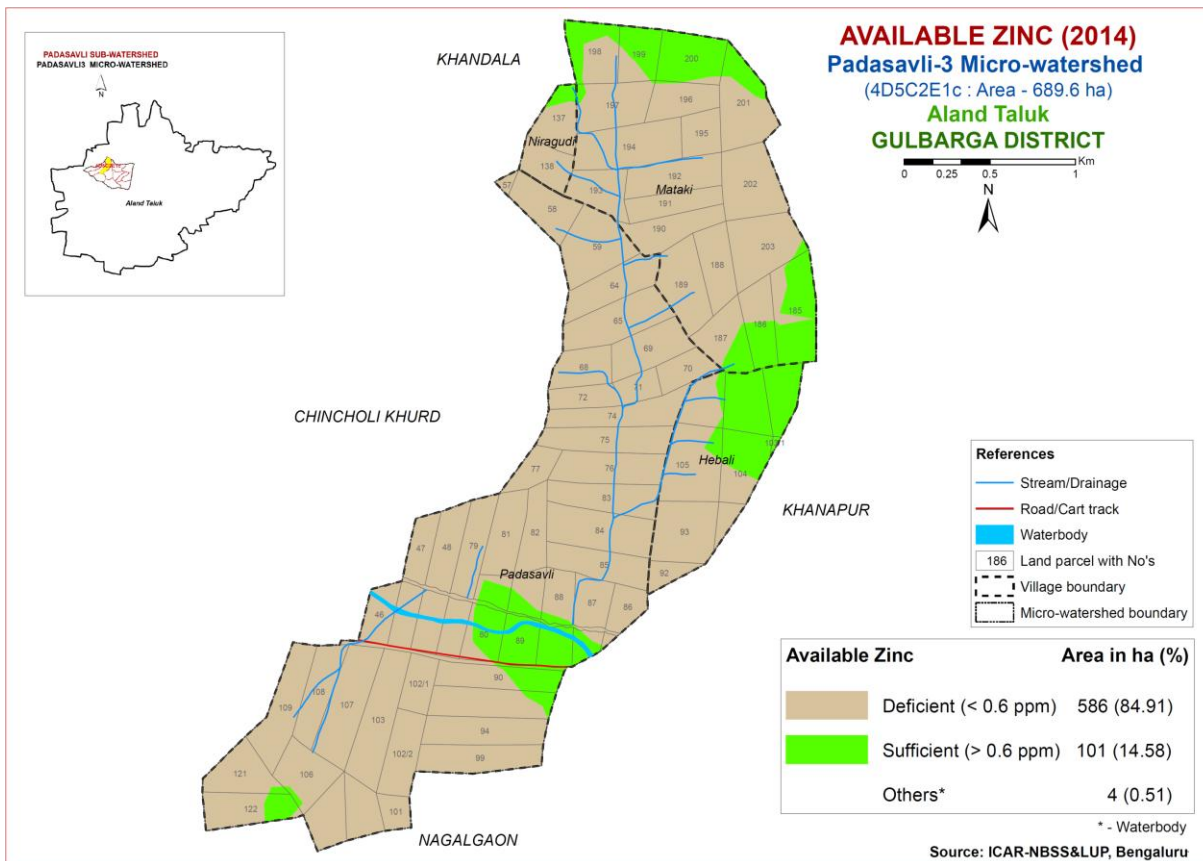 PADASAVLI SUB-WATERSHED
PADASAVLI3 MICRO-WATERSHED
N
Aland Taluk
AVAILABLE ZINC (2014)
Padasavli-3 Micro-watershed
(4D5C2E1c : Area - 689.6 ha)
Aland Taluk
GULBARGA DISTRICT
Km
0 0.25 0.5 1
N
KHANDALA
198
199
200
197
196
201
137
195
Niragudi
194
138
192
202
57
193
Mataki
191
58
190
59
203
188
64
189
185
65
186
187
69
68
70
71
72
74
CHINCHOLI KHURD
75
76
77
105
Hebali
104
83
KHANAPUR
81
82
84
93
47
48
79
Padasavli
85
92
88
87
86
46
80
89
90
102/1
108
109
107
103
94
102/2
99
121
106
122
101
NAGALGAON
References
Stream/Drainage
Road/Cart track
Waterbody
186 Land parcel with No's
Village boundary
Micro-watershed boundary
Available Zinc Area in ha (%)
Deficient (< 0.6 ppm) 586 (84.91)
Sufficient (> 0.6 ppm) 101 (14.58)
Others* 4 (0.51)
* - Waterbody
Source: ICAR-NBSS&LUP, Bengaluru